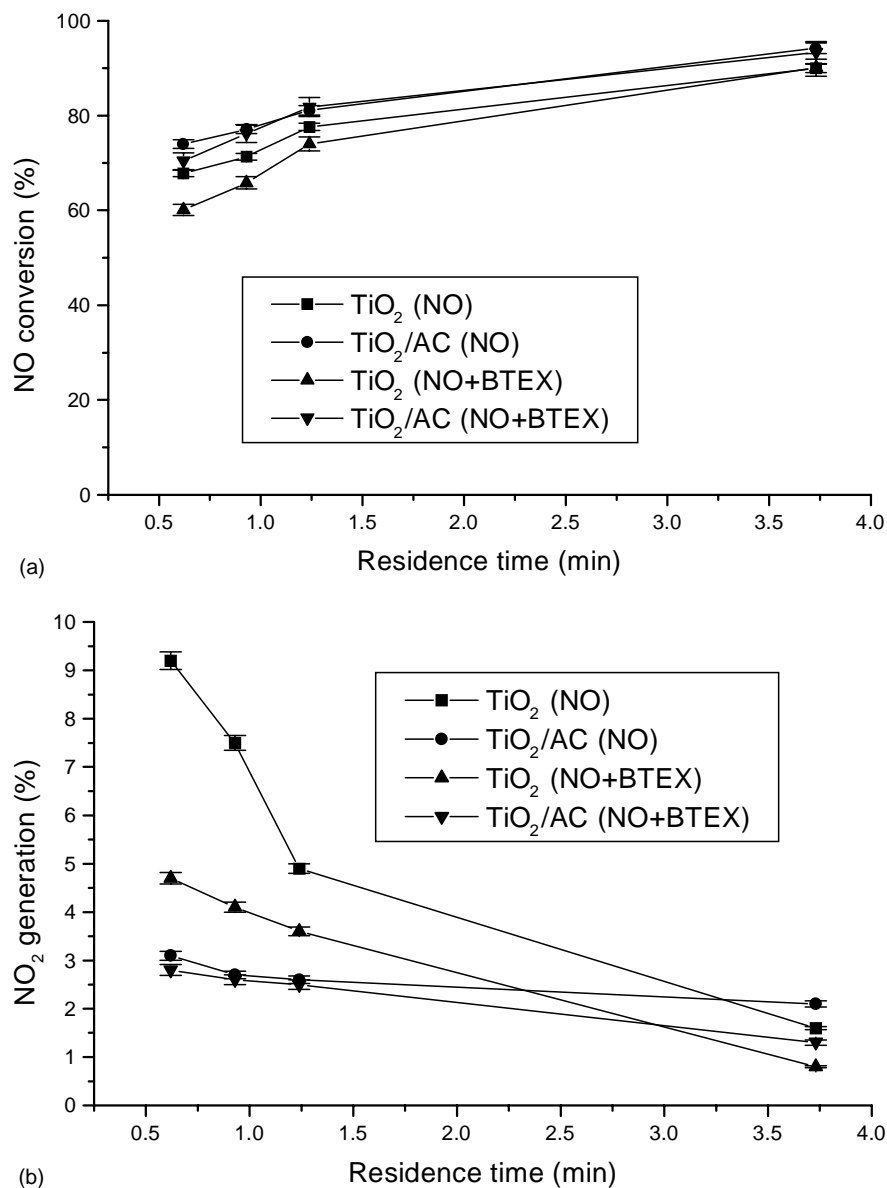 100
80
60
40
20
0
NO conversion (%)
TiO₂ (NO)
TiO₂/AC (NO)
TiO₂ (NO+BTEX)
TiO₂/AC (NO+BTEX)
0.5 1.0 1.5 2.0 2.5 3.0 3.5 4.0
(a)
Residence time (min)
10
9
8
7
6
5
4
3
2
1
0
NO₂ generation (%)
TiO₂ (NO)
TiO₂/AC (NO)
TiO₂ (NO+BTEX)
TiO₂/AC (NO+BTEX)
0.5 1.0 1.5 2.0 2.5 3.0 3.5 4.0
(b)
Residence time (min)